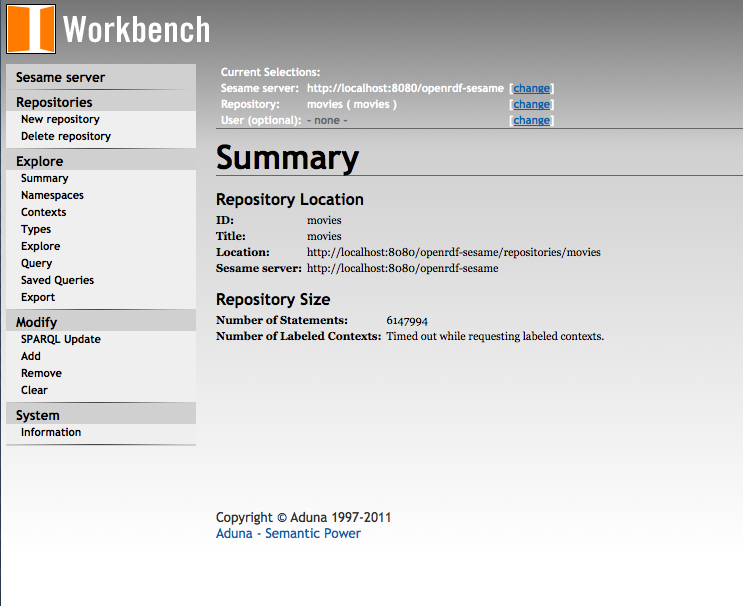 Workbench
Sesame server
Repositories
New repository
Delete repository
Explore
Summary
Namespaces
Contexts
Types
Explore
Query
Saved Queries
Export
Modify
SPARQL Update
Add
Remove
Clear
System
Information
Current Selections:
Sesame server: http://localhost:8080/openrdf-sesame [change]
Repository: movies ( movies ) [change]
User (optional): - none - [change]
Summary
Repository Location
ID: movies
Title: movies
Location: http://localhost:8080/openrdf-sesame/repositories/movies
Sesame server: http://localhost:8080/openrdf-sesame
Repository Size
Number of Statements: 6147994
Number of Labeled Contexts: Timed out while requesting labeled contexts.
Copyright © Aduna 1997-2011
Aduna - Semantic Power